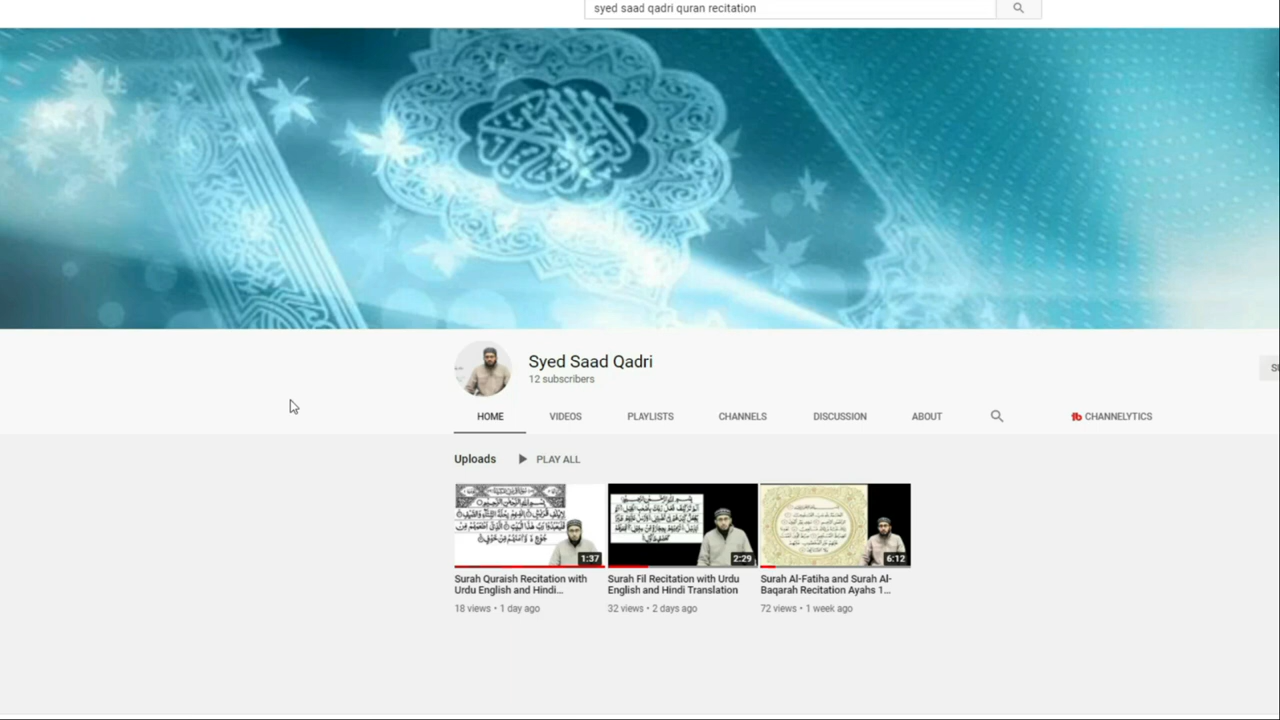 syed saad qadri quran recitation
Syed Saad Qadri
12 subscribers
HOME VIDEOS PLAYLISTS CHANNELS DISCUSSION ABOUT CHANNELYTICS
Uploads PLAY ALL
1:37 2:29 6:12
Surah Quraish Recitation with
Urdu English and Hindi...
18 views • 1 day ago
Surah Fil Recitation with Urdu
English and Hindi Translation
32 views • 2 days ago
Surah Al-Fatiha and Surah Al-
Baqarah Recitation Ayahs 1...
72 views • 1 week ago